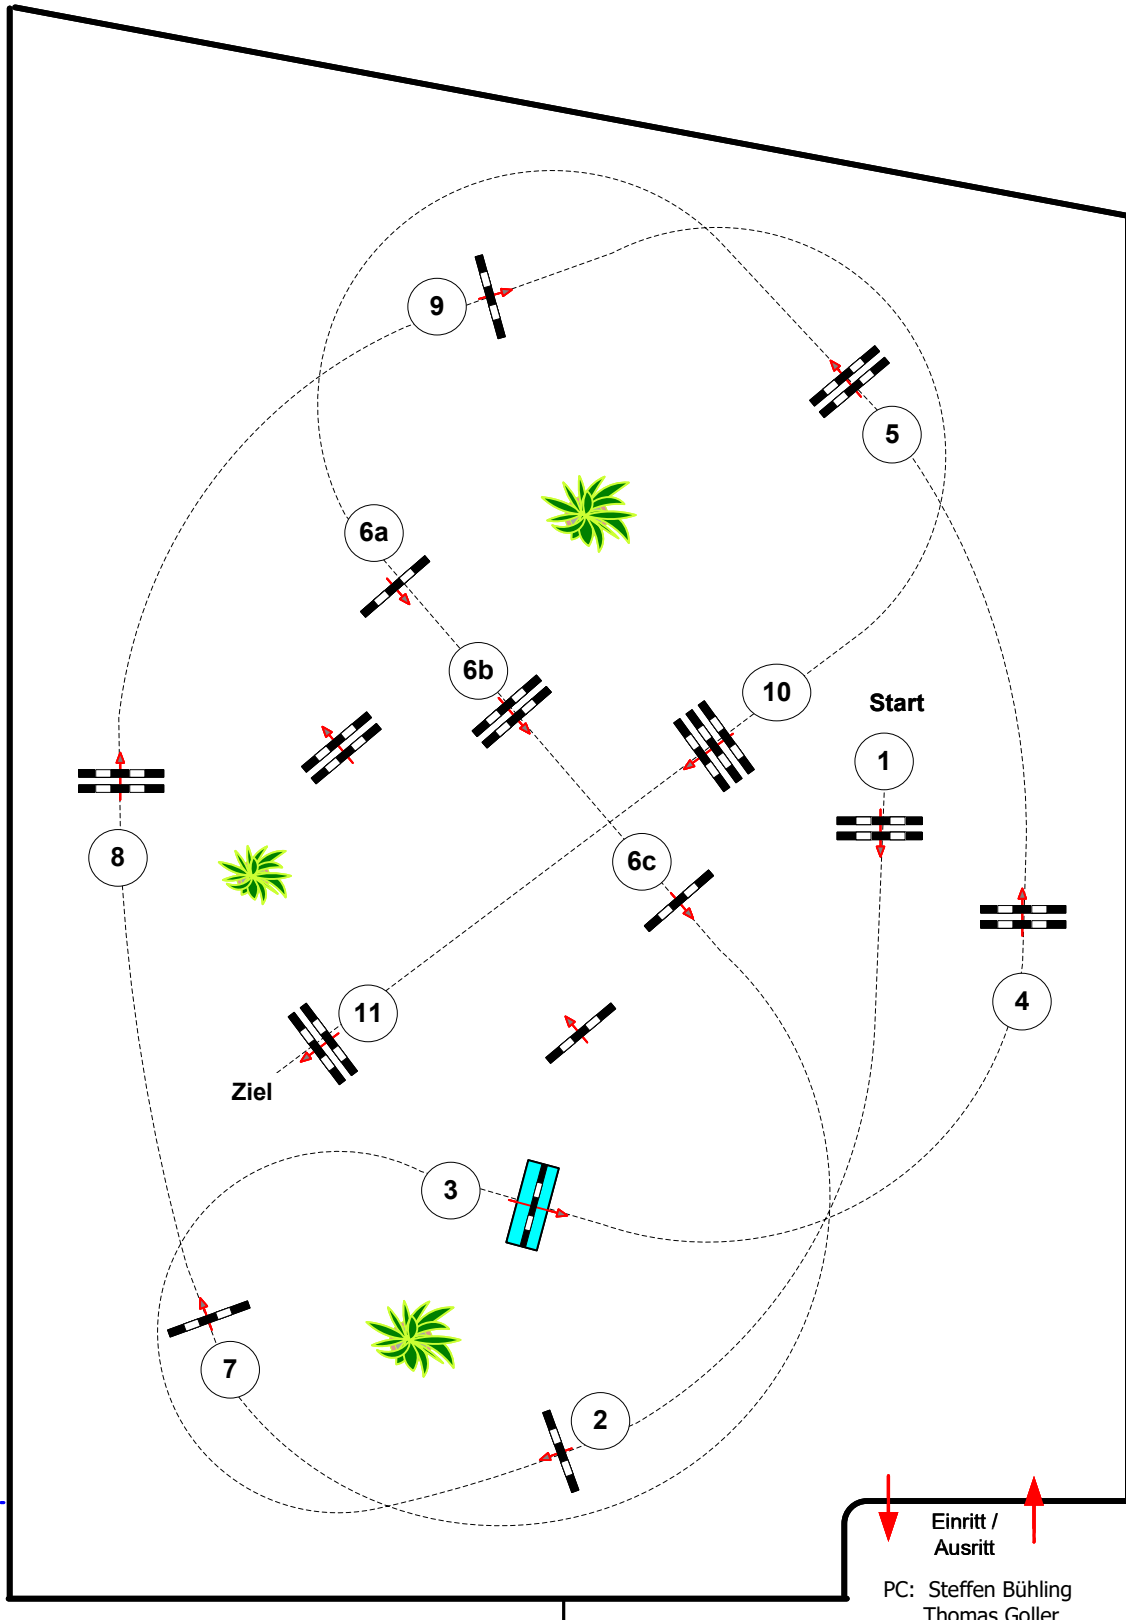 9
5
6a
6b
10
Start
1
8
6c
4
11
Ziel
3
7
2
Einritt /
Ausritt
PC: Steffen Bühling
Thomas Goller